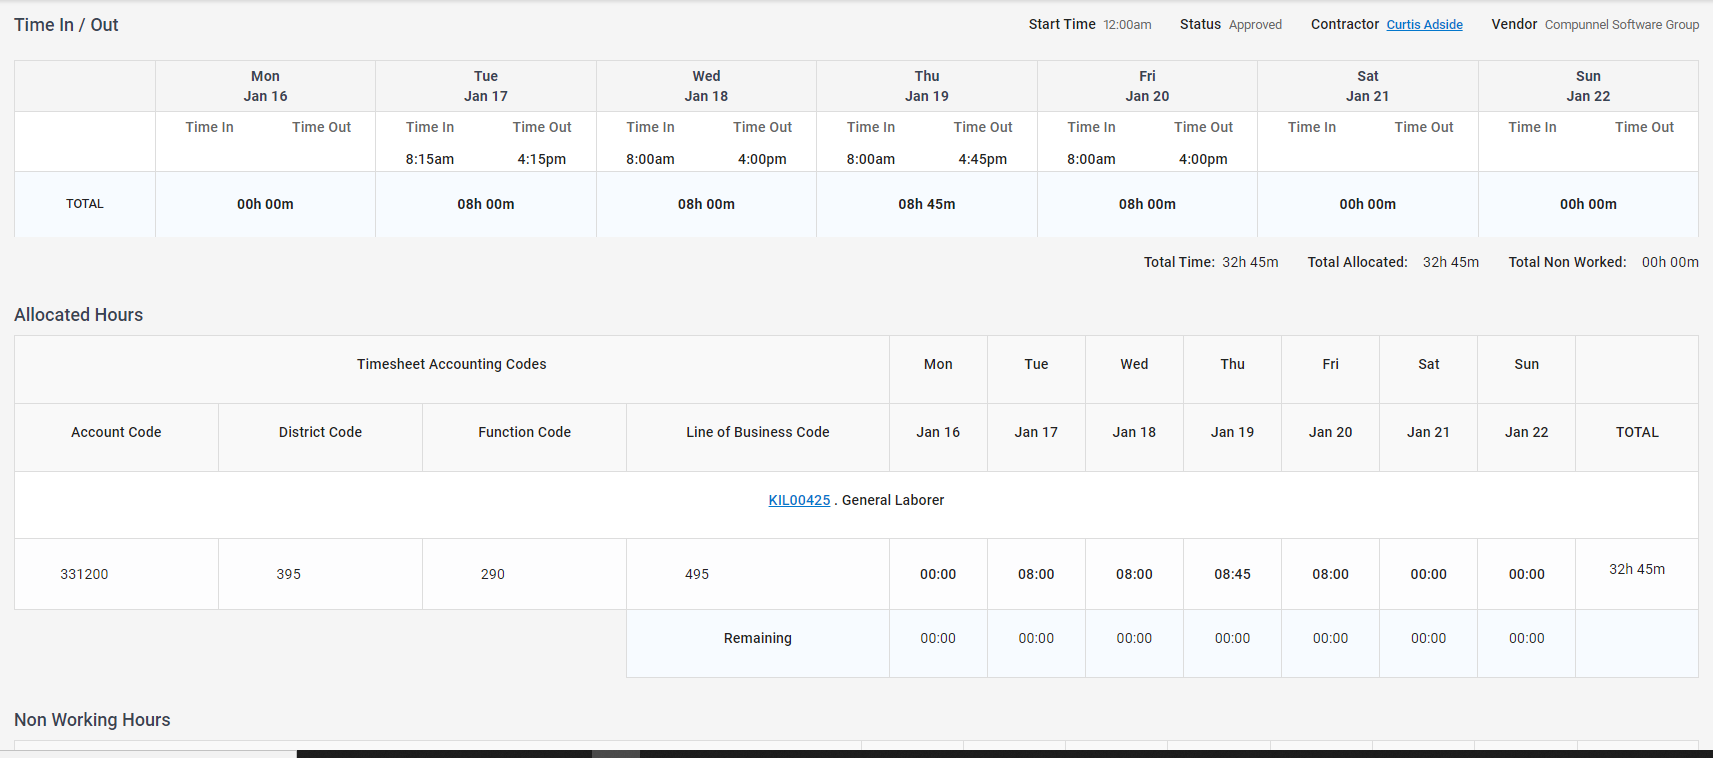 Time In / Out Start Time 12:00am Status Approved Contractor Curtis Adside Vendor Compunnel Software Group
Mon Tue Wed Thu Fri Sat Sun
Jan 16 Jan 17 Jan 18 Jan 19 Jan 20 Jan 21 Jan 22
Time In Time Out Time In Time Out Time In Time Out Time In Time Out Time In Time Out Time In Time Out Time In Time Out
8:15am 4:15pm 8:00am 4:00pm 8:00am 4:45pm 8:00am 4:00pm
TOTAL 00h 00m 08h 00m 08h 00m 08h 45m 08h 00m 00h 00m 00h 00m
Total Time: 32h 45m Total Allocated: 32h 45m Total Non Worked: 00h 00m
Allocated Hours
Timesheet Accounting Codes Mon Tue Wed Thu Fri Sat Sun
Account Code District Code Function Code Line of Business Code Jan 16 Jan 17 Jan 18 Jan 19 Jan 20 Jan 21 Jan 22 TOTAL
KIL00425 . General Laborer
331200 395 290 495 00:00 08:00 08:00 08:45 08:00 00:00 00:00 32h 45m
Remaining 00:00 00:00 00:00 00:00 00:00 00:00 00:00
Non Working Hours